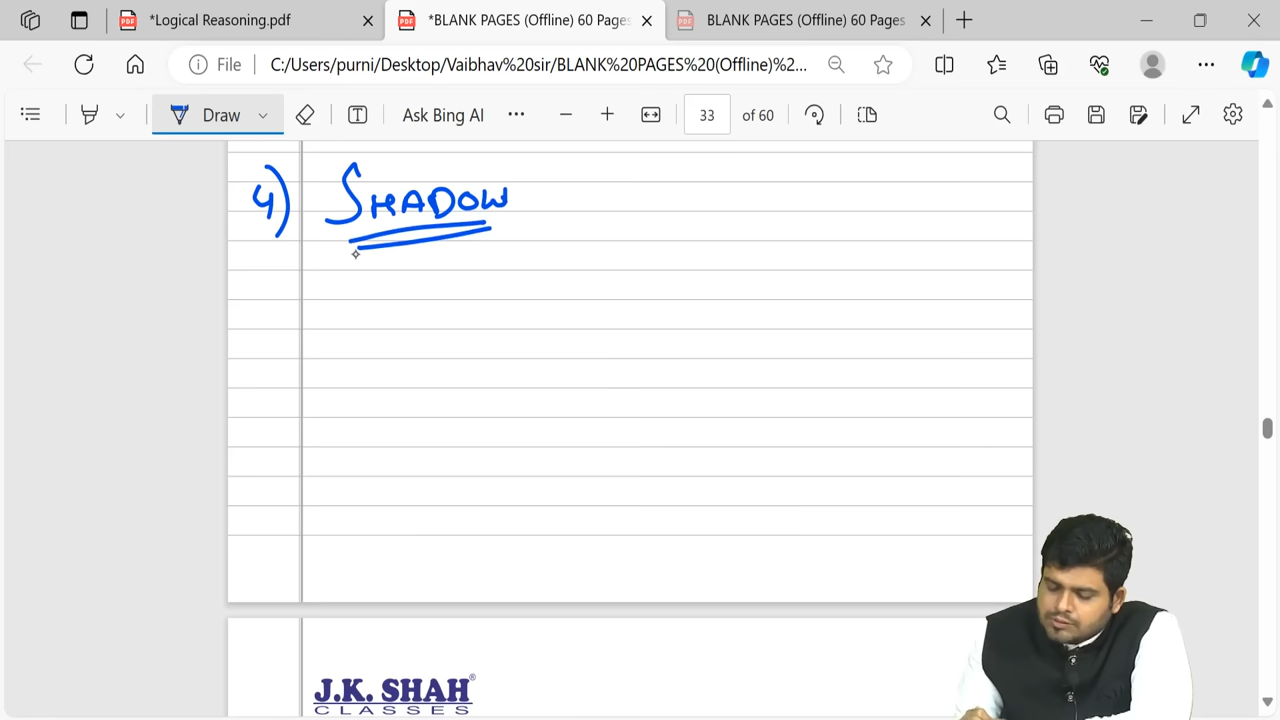 *Logical Reasoning.pdf
*BLANK PAGES (Offline) 60 Pages
BLANK PAGES (Offline) 60 Pages
File
C:/Users/purni/Desktop/Vaibhav%20sir/BLANK%20PAGES%20(Offline)%2...
Draw
Ask Bing AI
33
of 60
4) SHADOW
J.K. SHAH®
CLASSES